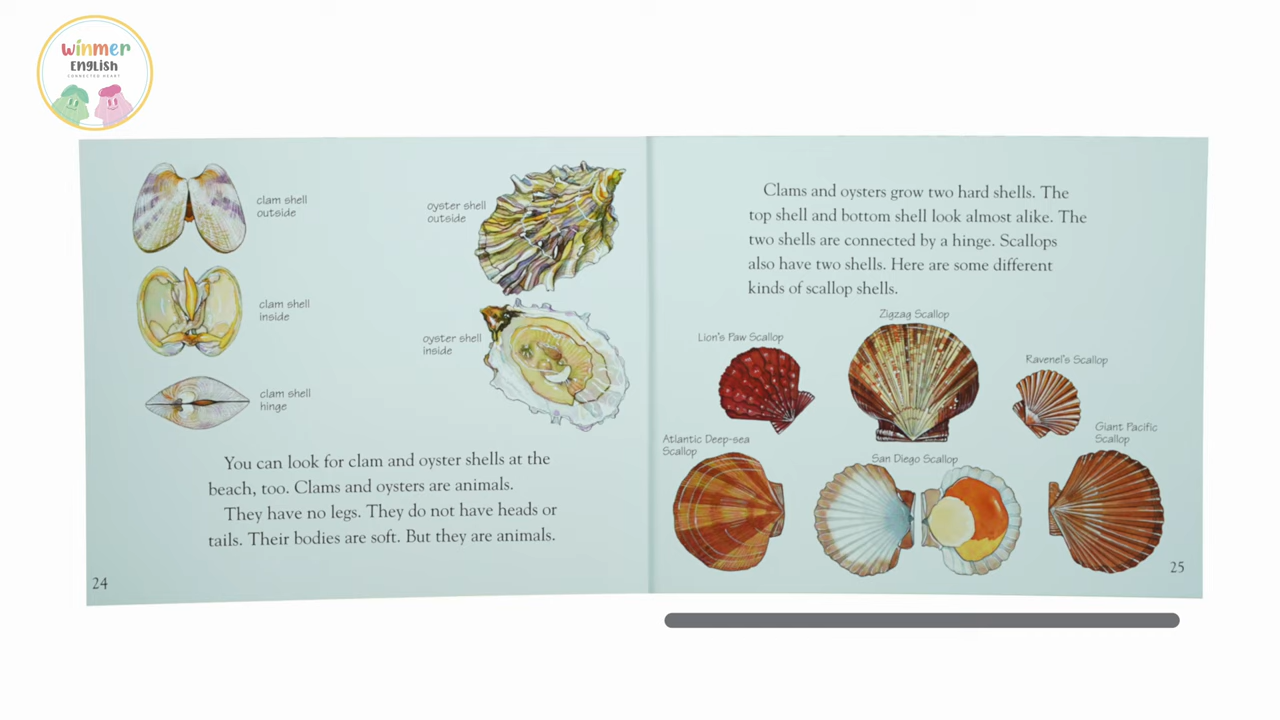 winmer
ENGLISH
CONNECTED HEART
clam shell
outside
clam shell
inside
clam shell
hinge
oyster shell
outside
oyster shell
inside
You can look for clam and oyster shells at the
beach, too. Clams and oysters are animals.
They have no legs. They do not have heads or
tails. Their bodies are soft. But they are animals.
24
Clams and oysters grow two hard shells. The
top shell and bottom shell look almost alike. The
two shells are connected by a hinge. Scallops
also have two shells. Here are some different
kinds of scallop shells.
Lion's Paw Scallop
Zigzag Scallop
Ravenel's Scallop
Atlantic Deep-sea
Scallop
San Diego Scallop
Giant Pacific
Scallop
25